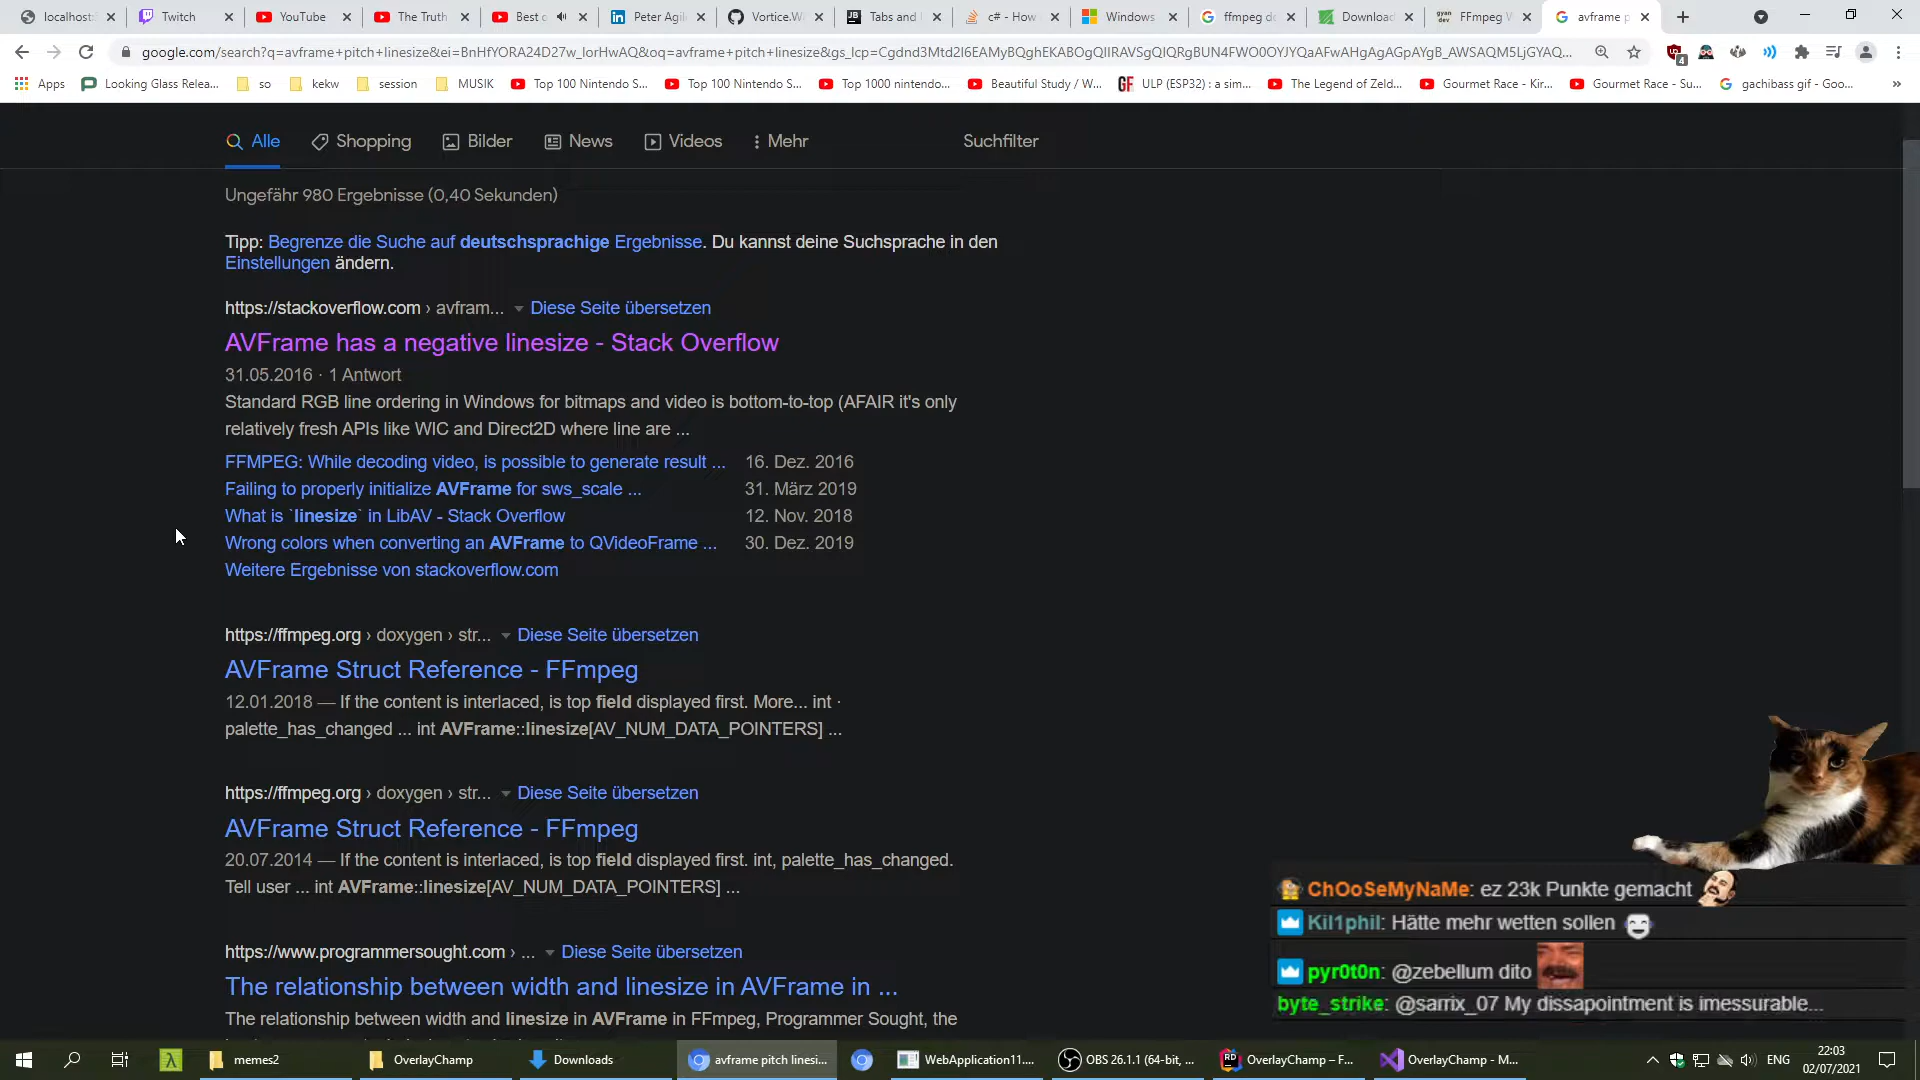 localhost:
Twitch
YouTube
The Truth
Best o
Peter Agil
Vortice.Wi
Tabs and
c# - How
Windows
ffmpeg do
Download
FFmpeg W
avframe p
google.com/search?q=avframe+pitch+linesize&ei=BnHfYORA24D27w_lorHwAQ&oq=avframe+pitch+linesize&gs_lcp=Cgdnd3Mtd2l6EAMyBQghEKABOgQIIRAVSgQIQRgBUN4FWO0OYJYQaAFwAHgAgAGpAYgB_AWSAQM5LjGYAQ...
4
Apps
Looking Glass Relea...
so
kekw
session
MUSIK
Top 100 Nintendo S...
Top 100 Nintendo S...
Top 1000 nintendo...
Beautiful Study / W...
GF
ULP (ESP32) : a sim...
The Legend of Zeld...
Gourmet Race - Kir...
Gourmet Race - Su...
gachibass gif - Goo...
»
Alle
Shopping
Bilder
News
Videos
Mehr
Suchfilter
Ungefähr 980 Ergebnisse (0,40 Sekunden)
Tipp: Begrenze die Suche auf deutschsprachige Ergebnisse. Du kannst deine Suchsprache in den
Einstellungen ändern.
https://stackoverflow.com › avfram... Diese Seite übersetzen
AVFrame has a negative linesize - Stack Overflow
31.05.2016 · 1 Antwort
Standard RGB line ordering in Windows for bitmaps and video is bottom-to-top (AFAIR it's only
relatively fresh APIs like WIC and Direct2D where line are ...
FFMPEG: While decoding video, is possible to generate result ... 16. Dez. 2016
Failing to properly initialize AVFrame for sws_scale ... 31. März 2019
What is `linesize` in LibAV - Stack Overflow 12. Nov. 2018
Wrong colors when converting an AVFrame to QVideoFrame ... 30. Dez. 2019
Weitere Ergebnisse von stackoverflow.com
https://ffmpeg.org › doxygen › str... Diese Seite übersetzen
AVFrame Struct Reference - FFmpeg
12.01.2018 — If the content is interlaced, is top field displayed first. More... int ·
palette_has_changed ... int AVFrame::linesize[AV_NUM_DATA_POINTERS] ...
https://ffmpeg.org › doxygen › str... Diese Seite übersetzen
AVFrame Struct Reference - FFmpeg
20.07.2014 — If the content is interlaced, is top field displayed first. int, palette_has_changed.
Tell user ... int AVFrame::linesize[AV_NUM_DATA_POINTERS] ...
https://www.programmersought.com › ... Diese Seite übersetzen
The relationship between width and linesize in AVFrame in ...
The relationship between width and linesize in AVFrame in FFmpeg, Programmer Sought, the
ChOoSeMyNaMe: ez 23k Punkte gemacht
Kil1phil: Hätte mehr wetten sollen
pyr0t0n: @zebellum dito
byte_strike: @sarrix_07 My dissapointment is imessurable...
memes2
OverlayChamp
Downloads
avframe pitch linesi...
WebApplication11....
OBS 26.1.1 (64-bit, ...
OverlayChamp – F...
OverlayChamp - M...
ENG
22:03
02/07/2021